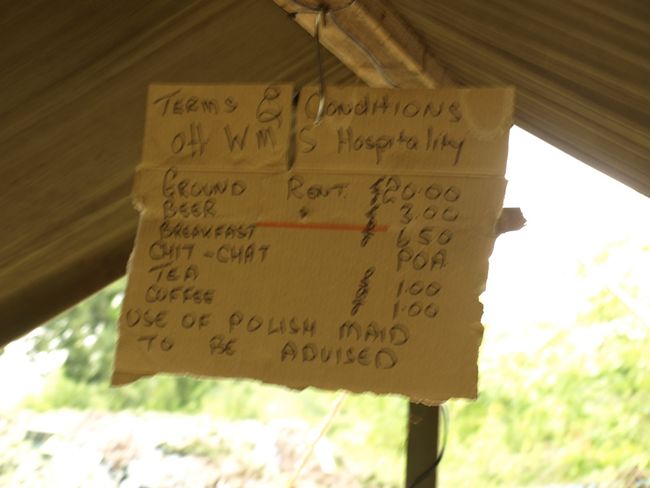 TERMS & CONDITIONS
Off WM'S Hospitality
GROUND RENT. £20.00
BEER 3.00
BREAKFAST 6.50
CHIT-CHAT POA
TEA 1.00
COFFEE 1.00
USE OF POLISH MAID
TO BE ADVISED